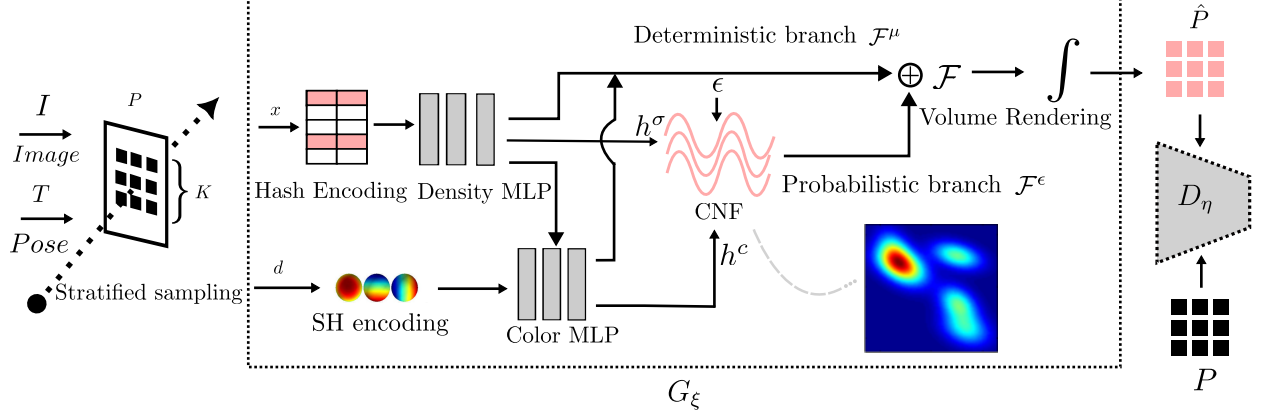 I
Image
T
Pose
P
K
Stratified sampling
x
Hash Encoding
Density MLP
d
SH encoding
Color MLP
h^σ
ϵ
CNF
h^c
Deterministic branch 𝓕^μ
⊕ 𝓕
∫
Volume Rendering
Probabilistic branch 𝓕^ϵ
G_ξ
P̂
D_η
P